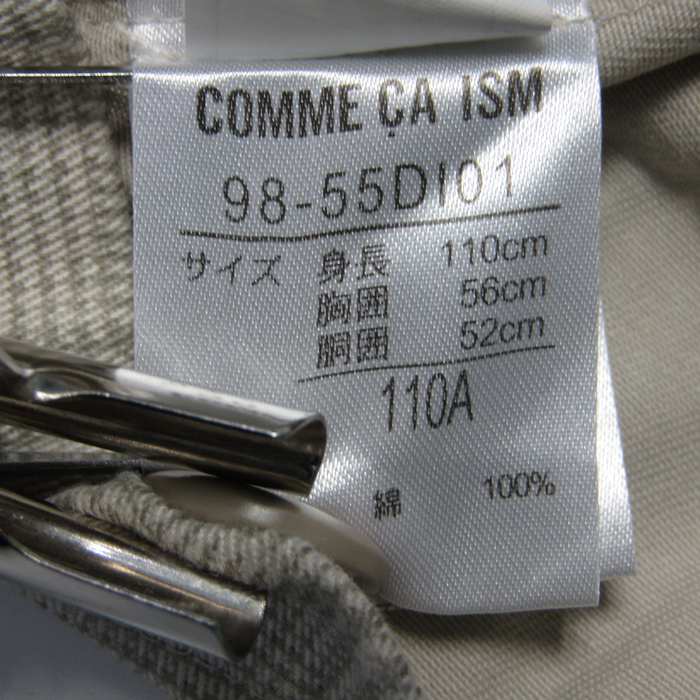 COMME ÇA ISM
98-55DI01
サイズ 身長 110cm
胸囲 56cm
胴囲 52cm
110A
綿 100%